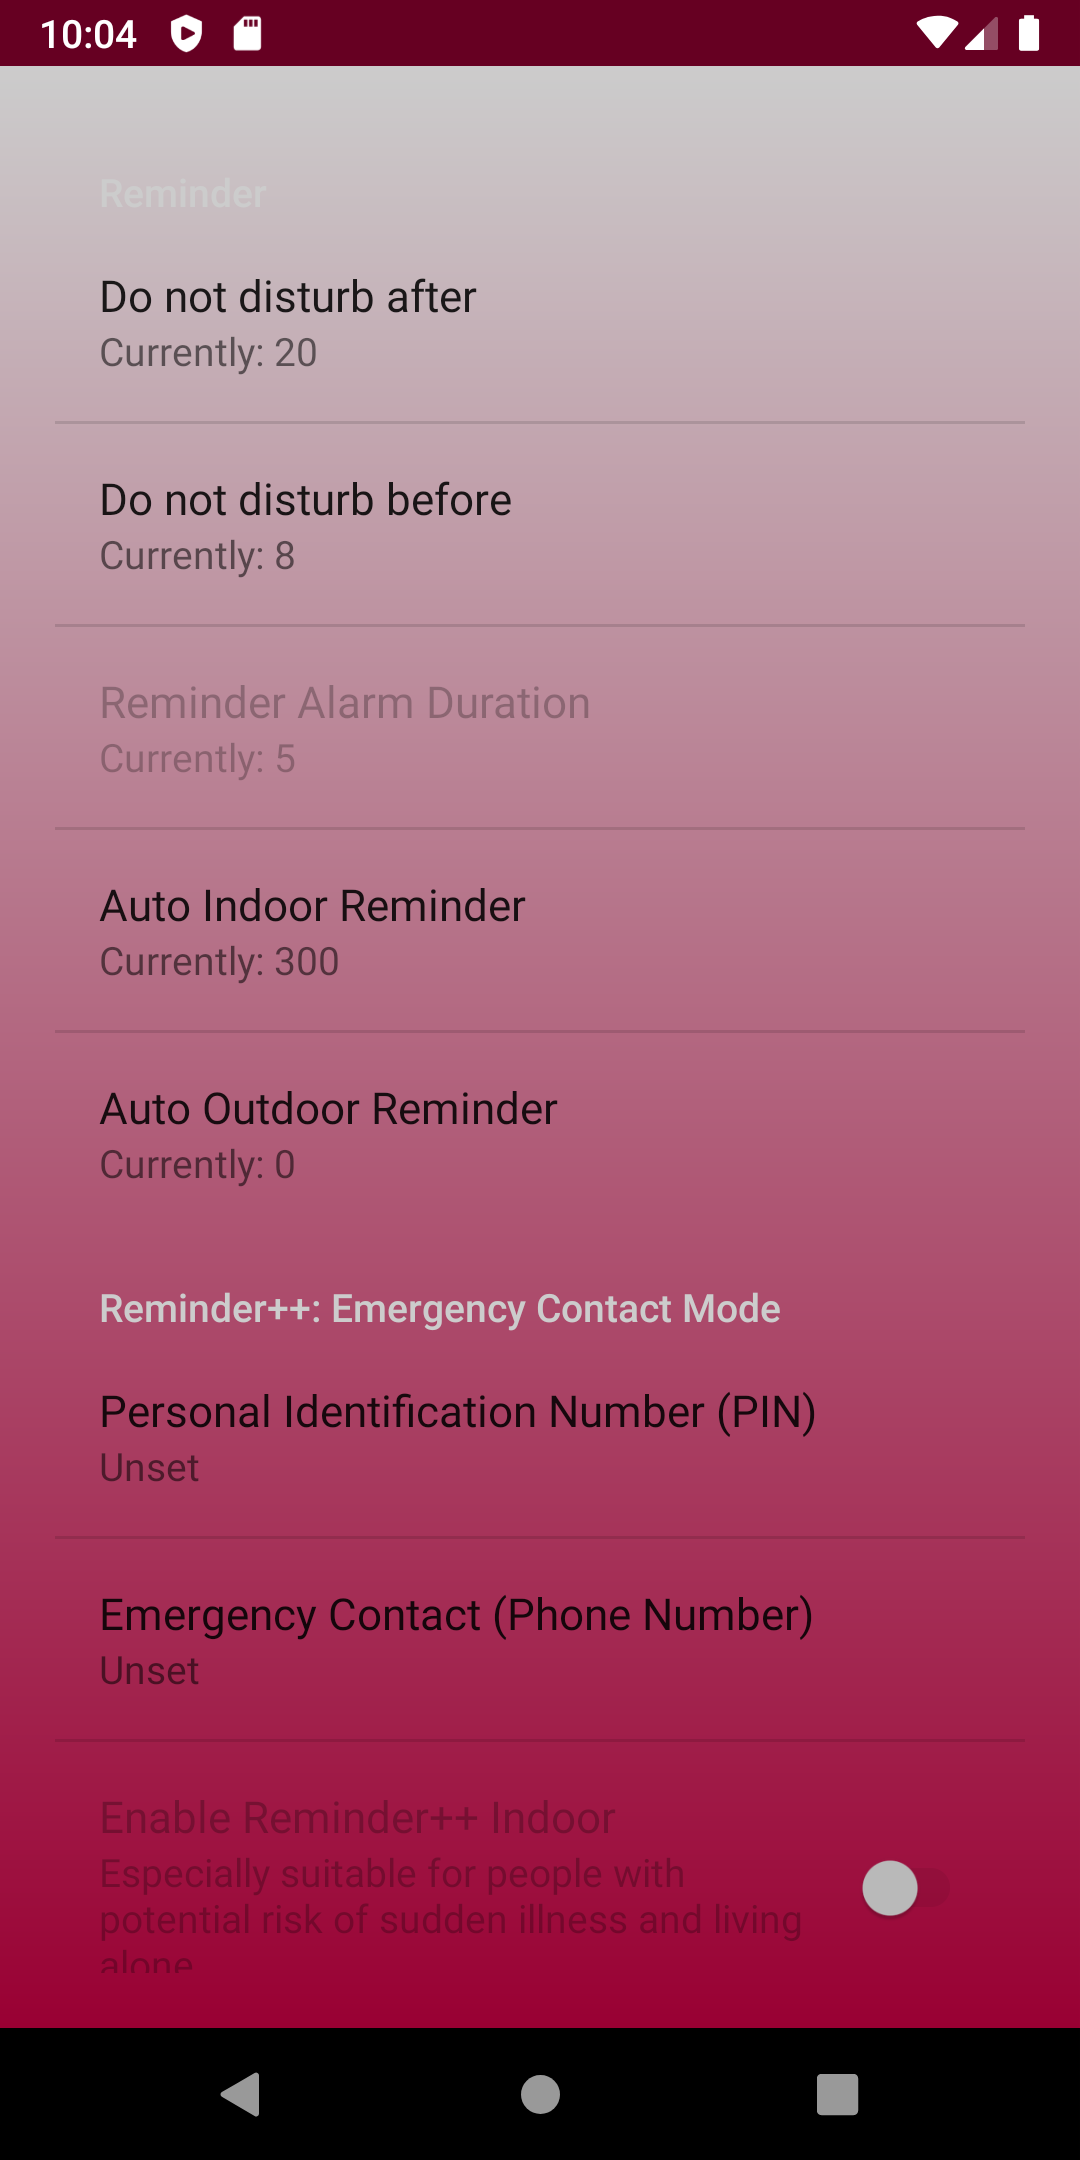 10:04
Reminder
Do not disturb after
Currently: 20
Do not disturb before
Currently: 8
Reminder Alarm Duration
Currently: 5
Auto Indoor Reminder
Currently: 300
Auto Outdoor Reminder
Currently: 0
Reminder++: Emergency Contact Mode
Personal Identification Number (PIN)
Unset
Emergency Contact (Phone Number)
Unset
Enable Reminder++ Indoor
Especially suitable for people with
potential risk of sudden illness and living
alone